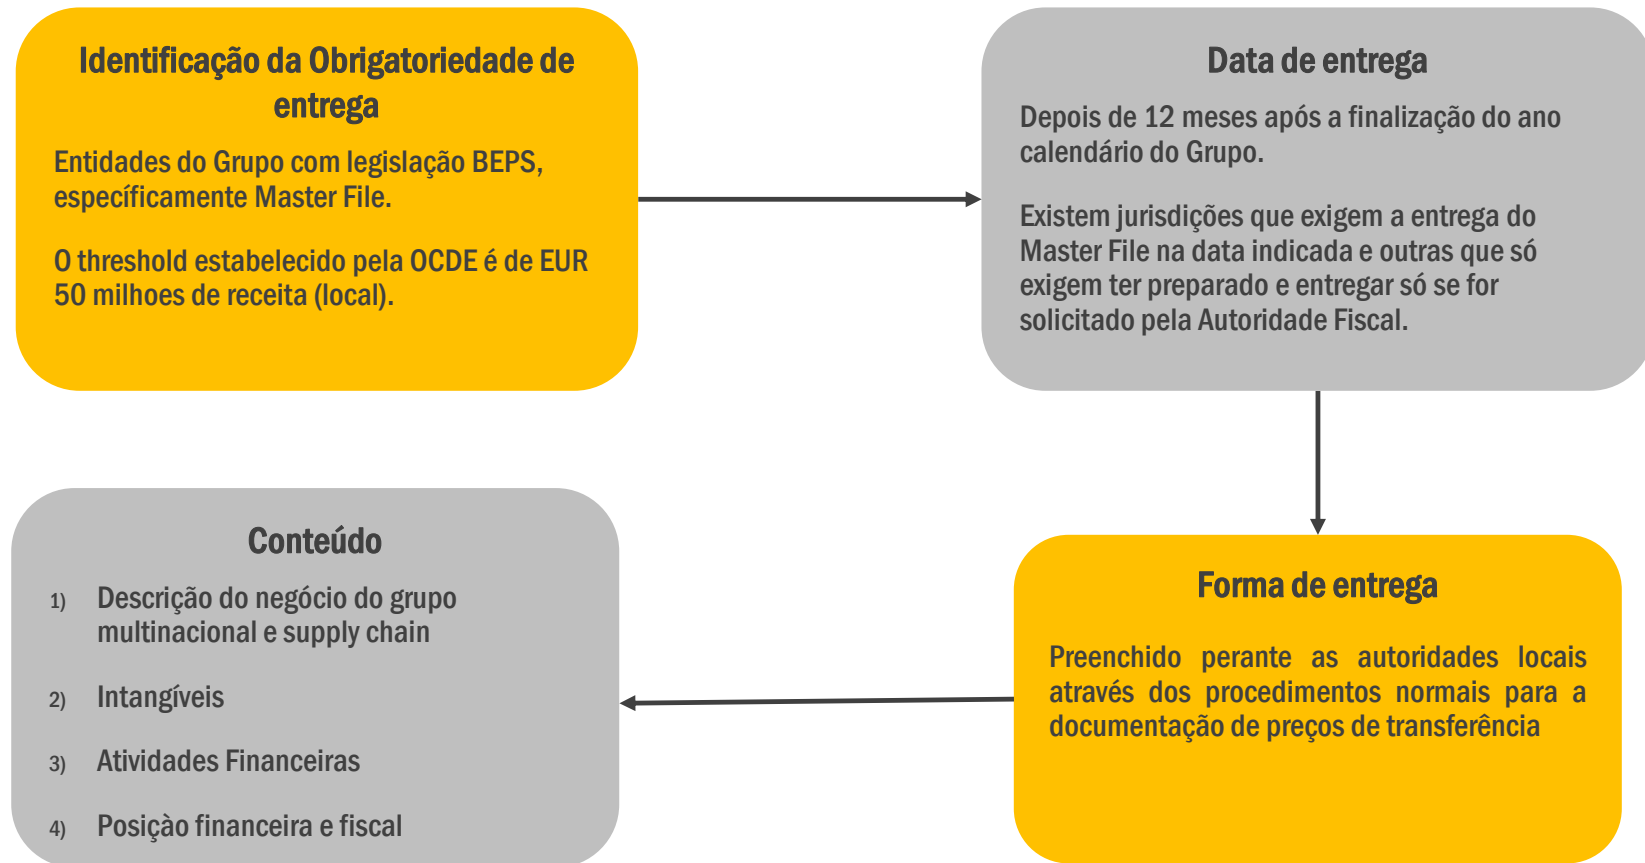 Identificação da Obrigatoriedade de
entrega
Entidades do Grupo com legislação BEPS,
específicamente Master File.
O threshold estabelecido pela OCDE é de EUR
50 milhoes de receita (local).
Data de entrega
Depois de 12 meses após a finalização do ano
calendário do Grupo.
Existem jurisdições que exigem a entrega do
Master File na data indicada e outras que só
exigem ter preparado e entregar só se for
solicitado pela Autoridade Fiscal.
Forma de entrega
Preenchido perante as autoridades locais
através dos procedimentos normais para a
documentação de preços de transferência
Conteúdo
1) Descrição do negócio do grupo
multinacional e supply chain
2) Intangíveis
3) Atividades Financeiras
4) Posiçào financeira e fiscal